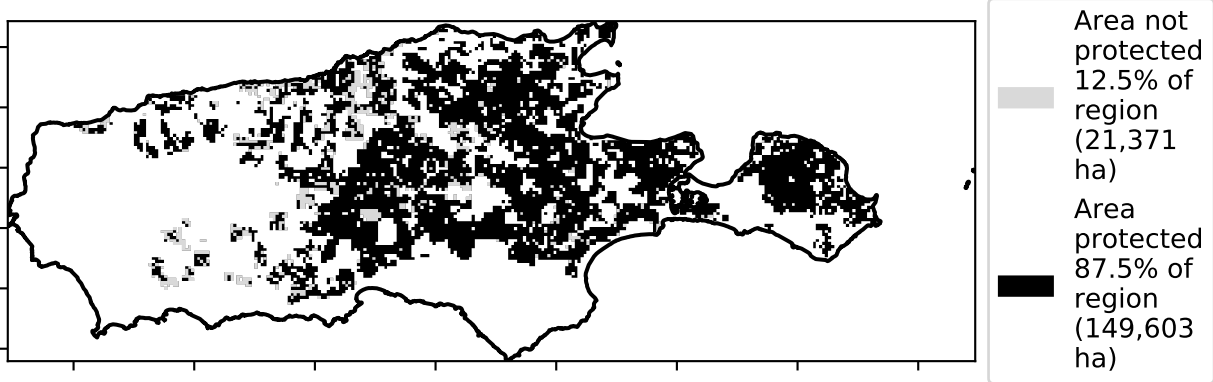 Area not
protected
12.5% of
region
(21,371
ha)
Area
protected
87.5% of
region
(149,603
ha)